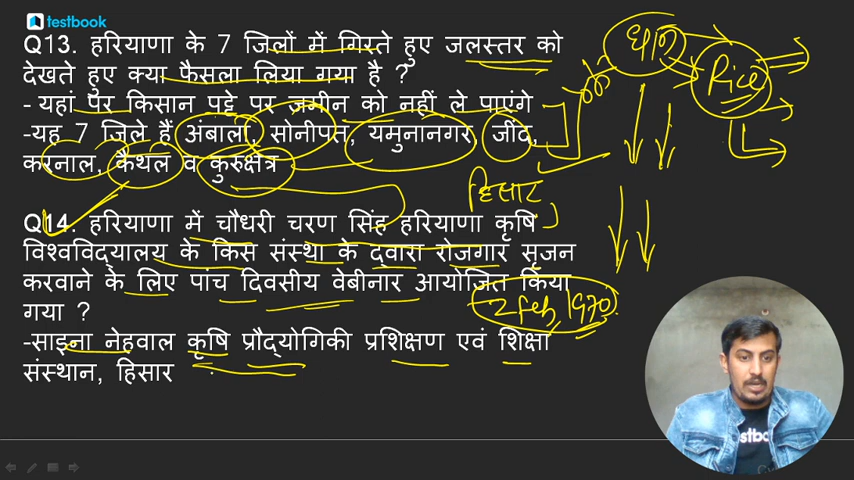 testbook
Q13. हरियाणा के 7 जिलों में गिरते हुए जलस्तर को
देखते हुए क्या फैसला लिया गया है ?
- यहां पर किसान पट्टे पर ज़मीन को नहीं ले पाएंगे
-यह 7 जिले हैं अंबाला, सोनीपत, यमुनानगर, जींद,
करनाल, कैथल व कुरुक्षेत्र
धान
Rice
हिसार
Q14. हरियाणा में चौधरी चरण सिंह हरियाणा कृषि
विश्वविद्यालय के किस संस्था के द्वारा रोजगार सृजन
करवाने के लिए पांच दिवसीय वेबीनार आयोजित किया
गया ?
2 feb, 1970
-साइना नेहवाल कृषि प्रौद्योगिकी प्रशिक्षण एवं शिक्षा
संस्थान, हिसार